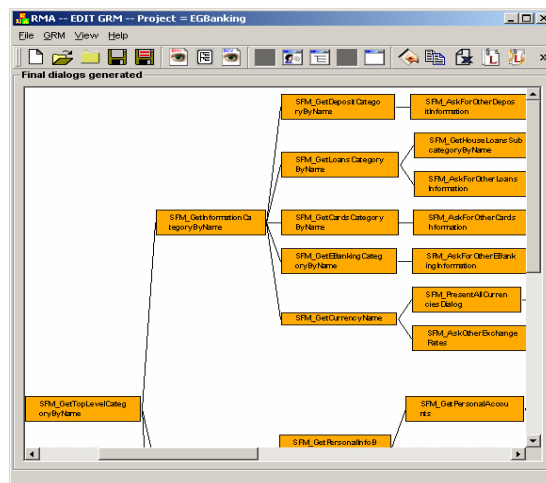 RMA -- EDIT GRM -- Project = EGBanking
File GRM View Help
Final dialogs generated
SFM_GetDepositCatego
ryByName
SFM_AskForOtherDepos
itInformation
SFM_GetLoansCategory
ByName
SFM_GetHouseLoansSub
categoryByName
SFM_AskForOtherLoans
Information
SFM_GetInformationCa
tegoryByName
SFM_GetCardsCategory
ByName
SFM_AskForOtherCards
Information
SFM_GetEBankingCateg
oryByName
SFM_AskForOtherEBank
ingInformation
SFM_GetCurrencyName
SFM_PresentAllCurren
ciesDialog
SFM_AskOtherExchange
Rates
SFM_GetTopLevelCateg
oryByName
SFM_GetPersonalAccou
nts
SFM_GetPersonalInfoB